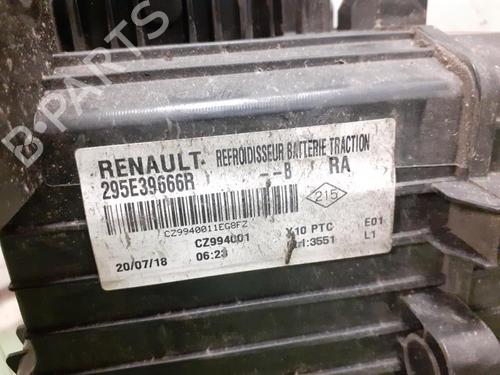 B-PARTS
RENAULT REFROIDISSEUR BATTERIE TRACTION
295E39666R --B RA
215
CZ9940011EG8FZ
CZ994001 X10 PTC E01
20/07/18 06:23 :3551 L1